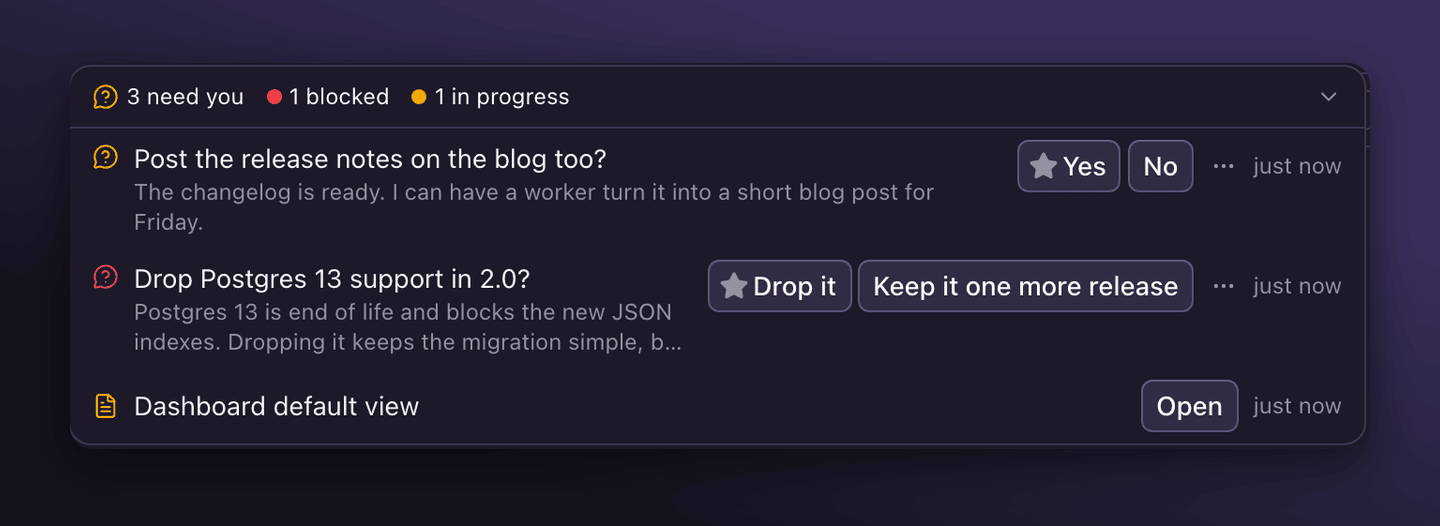 3 need you 1 blocked 1 in progress
Post the release notes on the blog too?
The changelog is ready. I can have a worker turn it into a short blog post for
Friday.
Yes No ··· just now
Drop Postgres 13 support in 2.0?
Postgres 13 is end of life and blocks the new JSON
indexes. Dropping it keeps the migration simple, b...
Drop it Keep it one more release ··· just now
Dashboard default view
Open just now